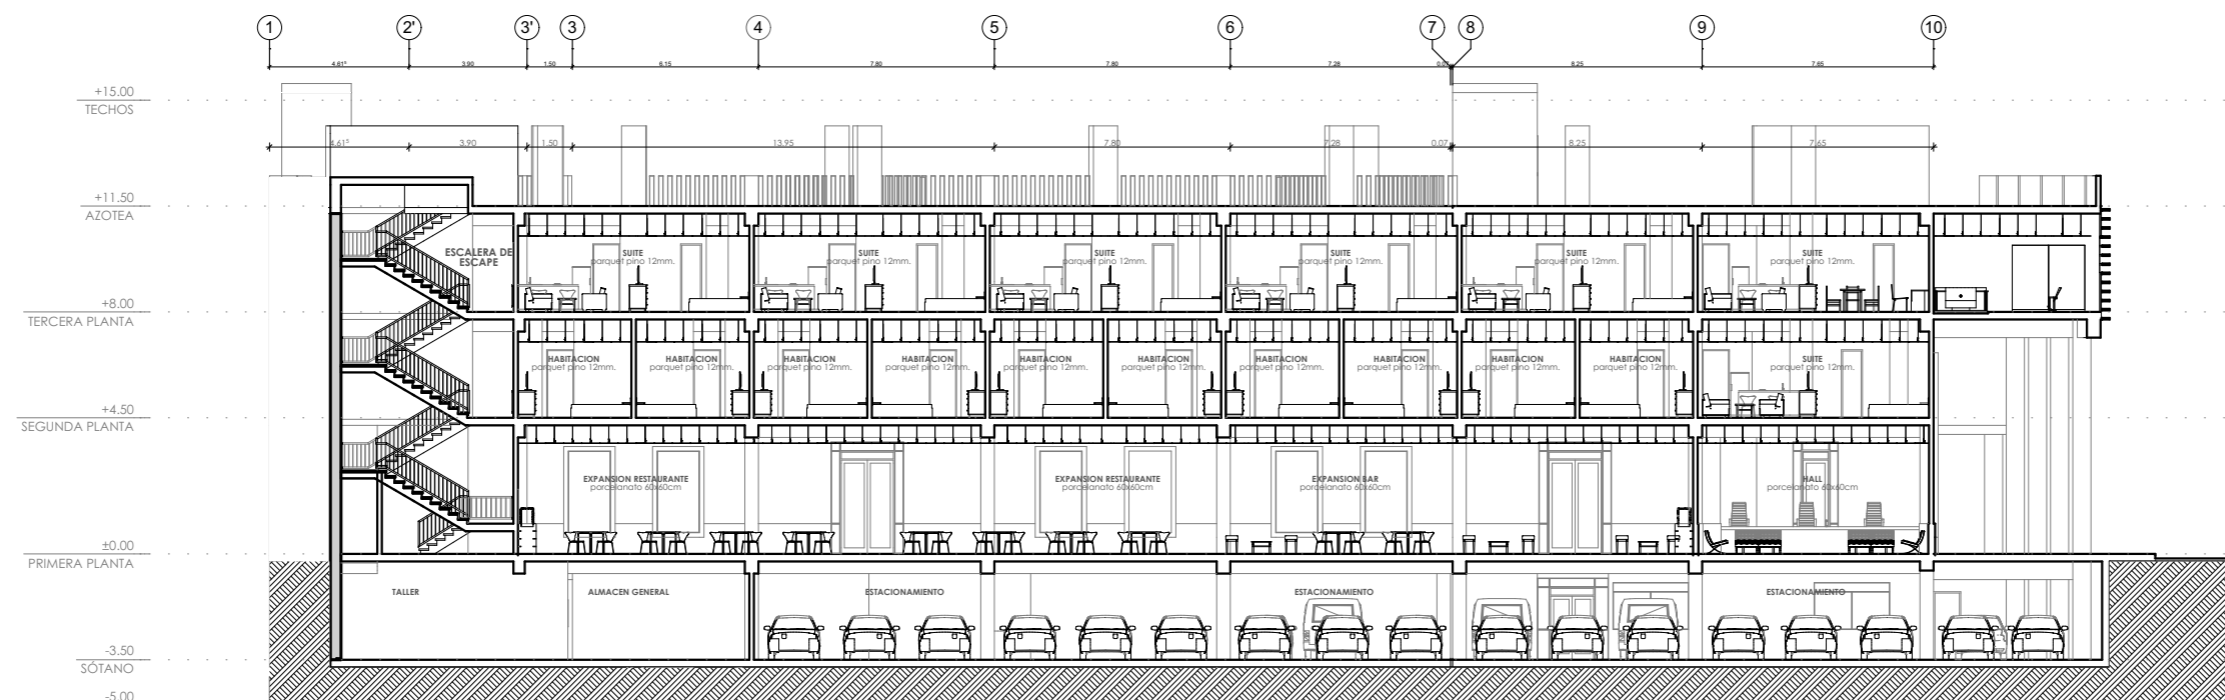 1 2' 3' 3 4 5 6 7 8 9 10
4.61⁵ 3.90 1.50 6.15 7.80 7.80 7.28 0.07 8.25 7.65
+15.00
TECHOS
4.61⁵ 3.90 1.50 13.95 7.80 7.28 0.07 8.25 7.65
+11.50
AZOTEA
ESCALERA DE
ESCAPE
SUITE
parquet pino 12mm.
SUITE
parquet pino 12mm.
SUITE
parquet pino 12mm.
SUITE
parquet pino 12mm.
SUITE
parquet pino 12mm.
SUITE
parquet pino 12mm.
+8.00
TERCERA PLANTA
HABITACION
parquet pino 12mm.
HABITACION
parquet pino 12mm.
HABITACION
parquet pino 12mm.
HABITACION
parquet pino 12mm.
HABITACION
parquet pino 12mm.
HABITACION
parquet pino 12mm.
HABITACION
parquet pino 12mm.
HABITACION
parquet pino 12mm.
HABITACION
parquet pino 12mm.
HABITACION
parquet pino 12mm.
SUITE
parquet pino 12mm.
+4.50
SEGUNDA PLANTA
EXPANSION RESTAURANTE
porcelanato 60x60cm
EXPANSION RESTAURANTE
porcelanato 60x60cm
EXPANSION BAR
porcelanato 60x60cm
HALL
porcelanato 60x60cm
±0.00
PRIMERA PLANTA
TALLER
ALMACEN GENERAL
ESTACIONAMIENTO
ESTACIONAMIENTO
ESTACIONAMIENTO
-3.50
SÓTANO
-5.00